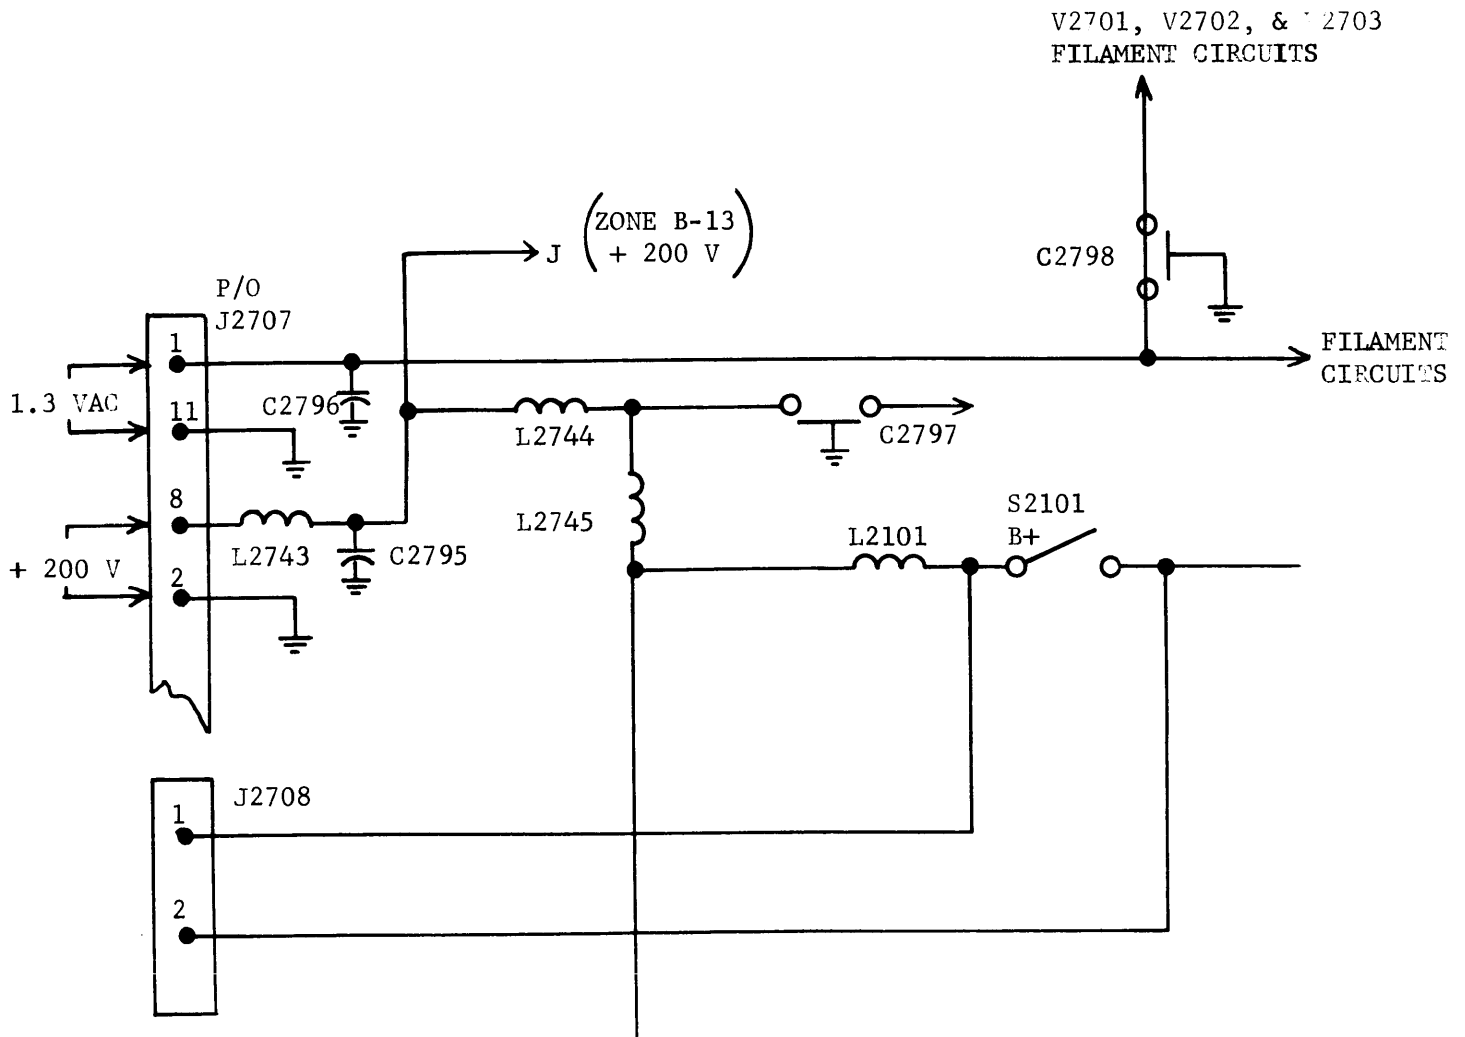 V2701, V2702, & 2703
FILAMENT CIRCUITS
ZONE B-13
+ 200 V
J
C2798
P/O
J2707
1
FILAMENT
CIRCUITS
1.3 VAC
C2796
11
L2744
C2797
8
L2745
S2101
B+
L2101
L2743
C2795
+ 200 V
2
J2708
1
2